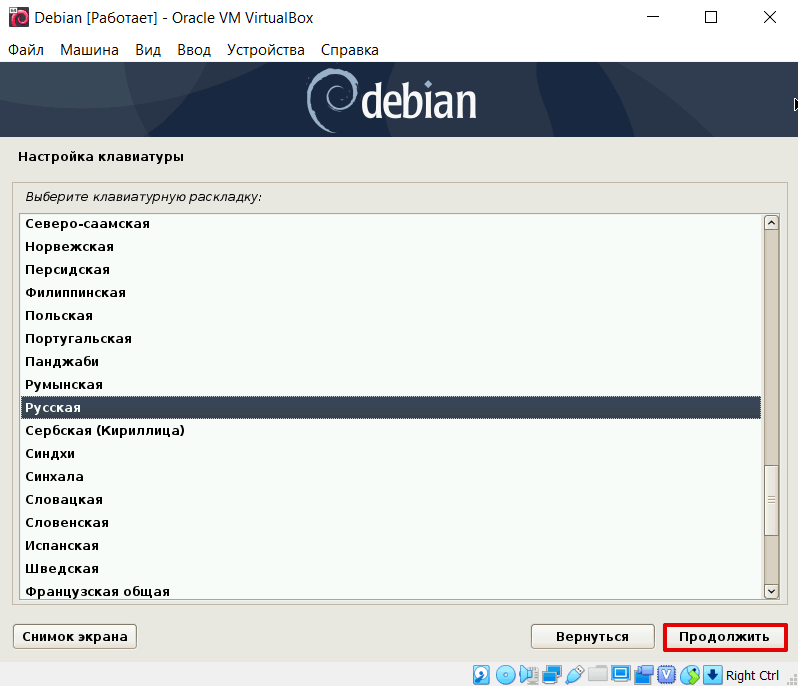 Debian [Работает] - Oracle VM VirtualBox
Файл Машина Вид Ввод Устройства Справка
debian
Настройка клавиатуры
Выберите клавиатурную раскладку:
Северо-саамская
Норвежская
Персидская
Филиппинская
Польская
Португальская
Панджаби
Румынская
Русская
Сербская (Кириллица)
Синдхи
Синхала
Словацкая
Словенская
Испанская
Шведская
Французская общая
Снимок экрана Вернуться Продолжить
Right Ctrl